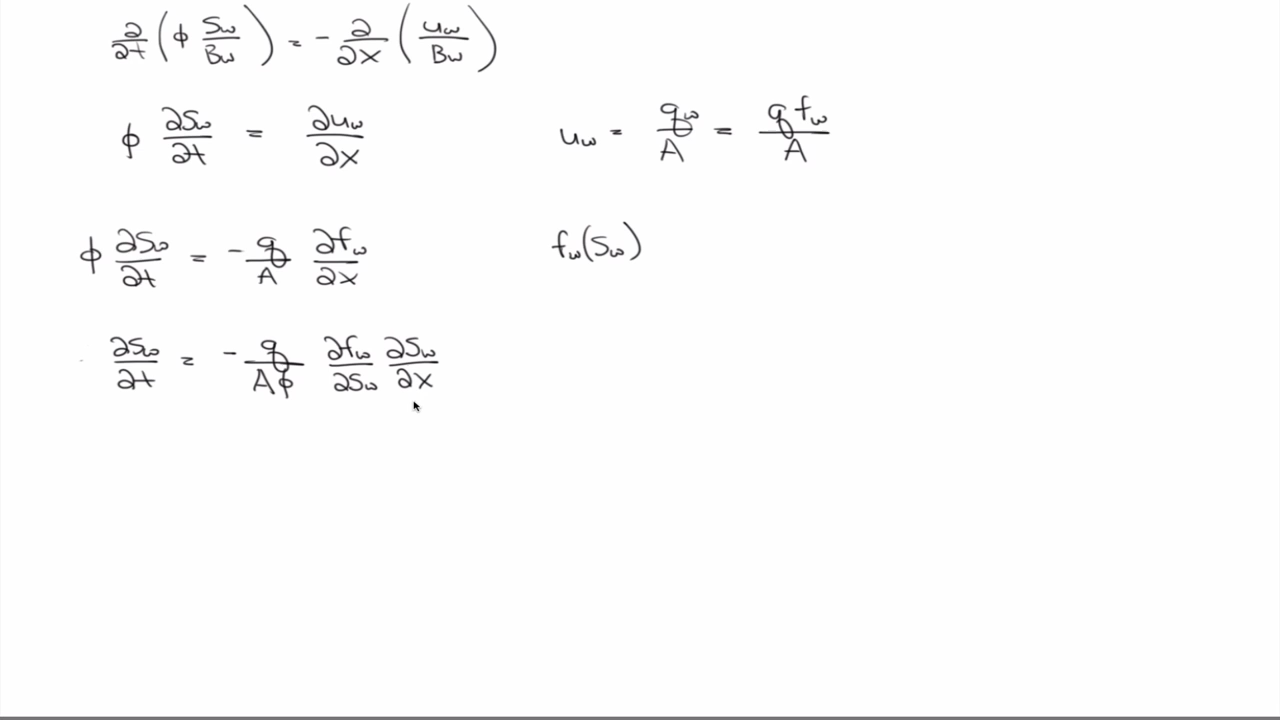 ∂/∂t (ϕ Sw/Bw) = - ∂/∂x (uw/Bw)
ϕ ∂Sw/∂t = ∂uw/∂x
uw = qw/A = q fw/A
ϕ ∂Sw/∂t = - q/A ∂fw/∂x
fw(Sw)
∂Sw/∂t = - q/Aϕ ∂fw/∂Sw ∂Sw/∂x